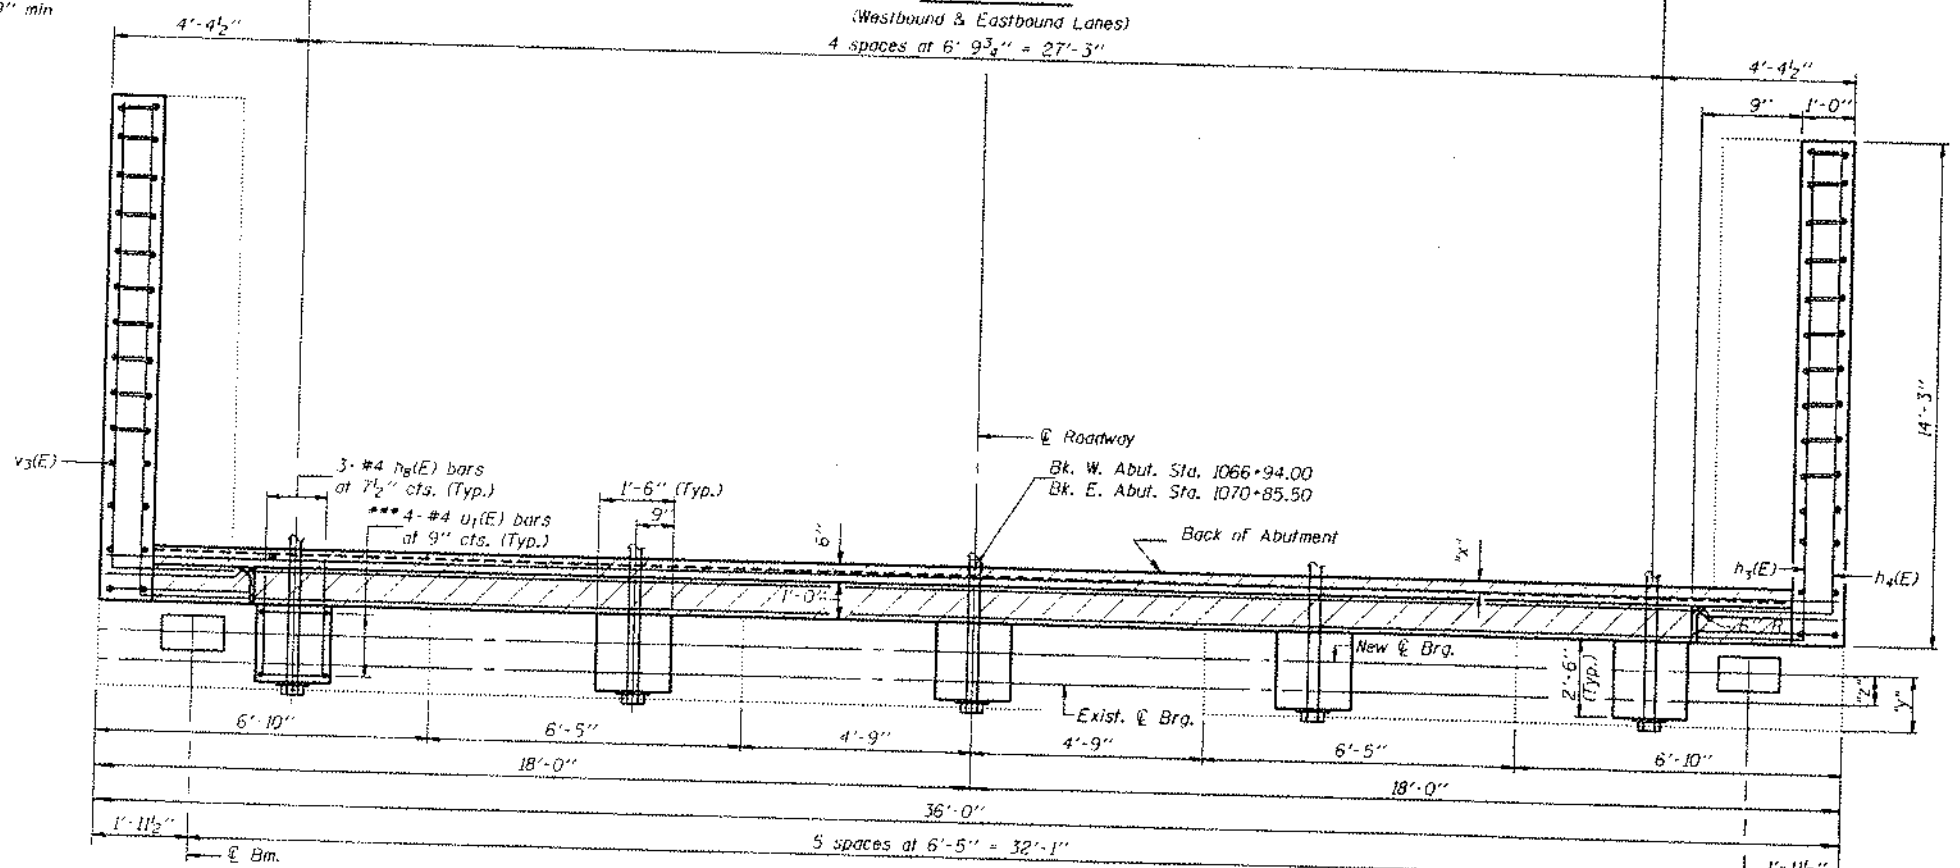 9" min
(Westbound & Eastbound Lanes)
4'-4½"
4 spaces at 6' 9¾" = 27'-3"
4'-4½"
9"
1'-0"
14'-3"
℄ Roadway
Bk. W. Abut. Sta. 1066+94.00
Bk. E. Abut. Sta. 1070+85.50
v3(E)
3- #4 h8(E) bars
at 7½" cts. (Typ.)
*** 4- #4 u1(E) bars
at 9" cts. (Typ.)
1'-6" (Typ.)
9"
6"
Back of Abutment
"x"
h3(E)
h4(E)
1'-0"
New ℄ Brg.
2'-6"
(Typ.)
"z"
"y"
Exist. ℄ Brg.
6'-10"
6'-5"
4'-9"
4'-9"
6'-5"
6'-10"
18'-0"
18'-0"
36'-0"
1'-11½"
5 spaces at 6'-5" = 32'-1"
1'-11½"
℄ Bm.